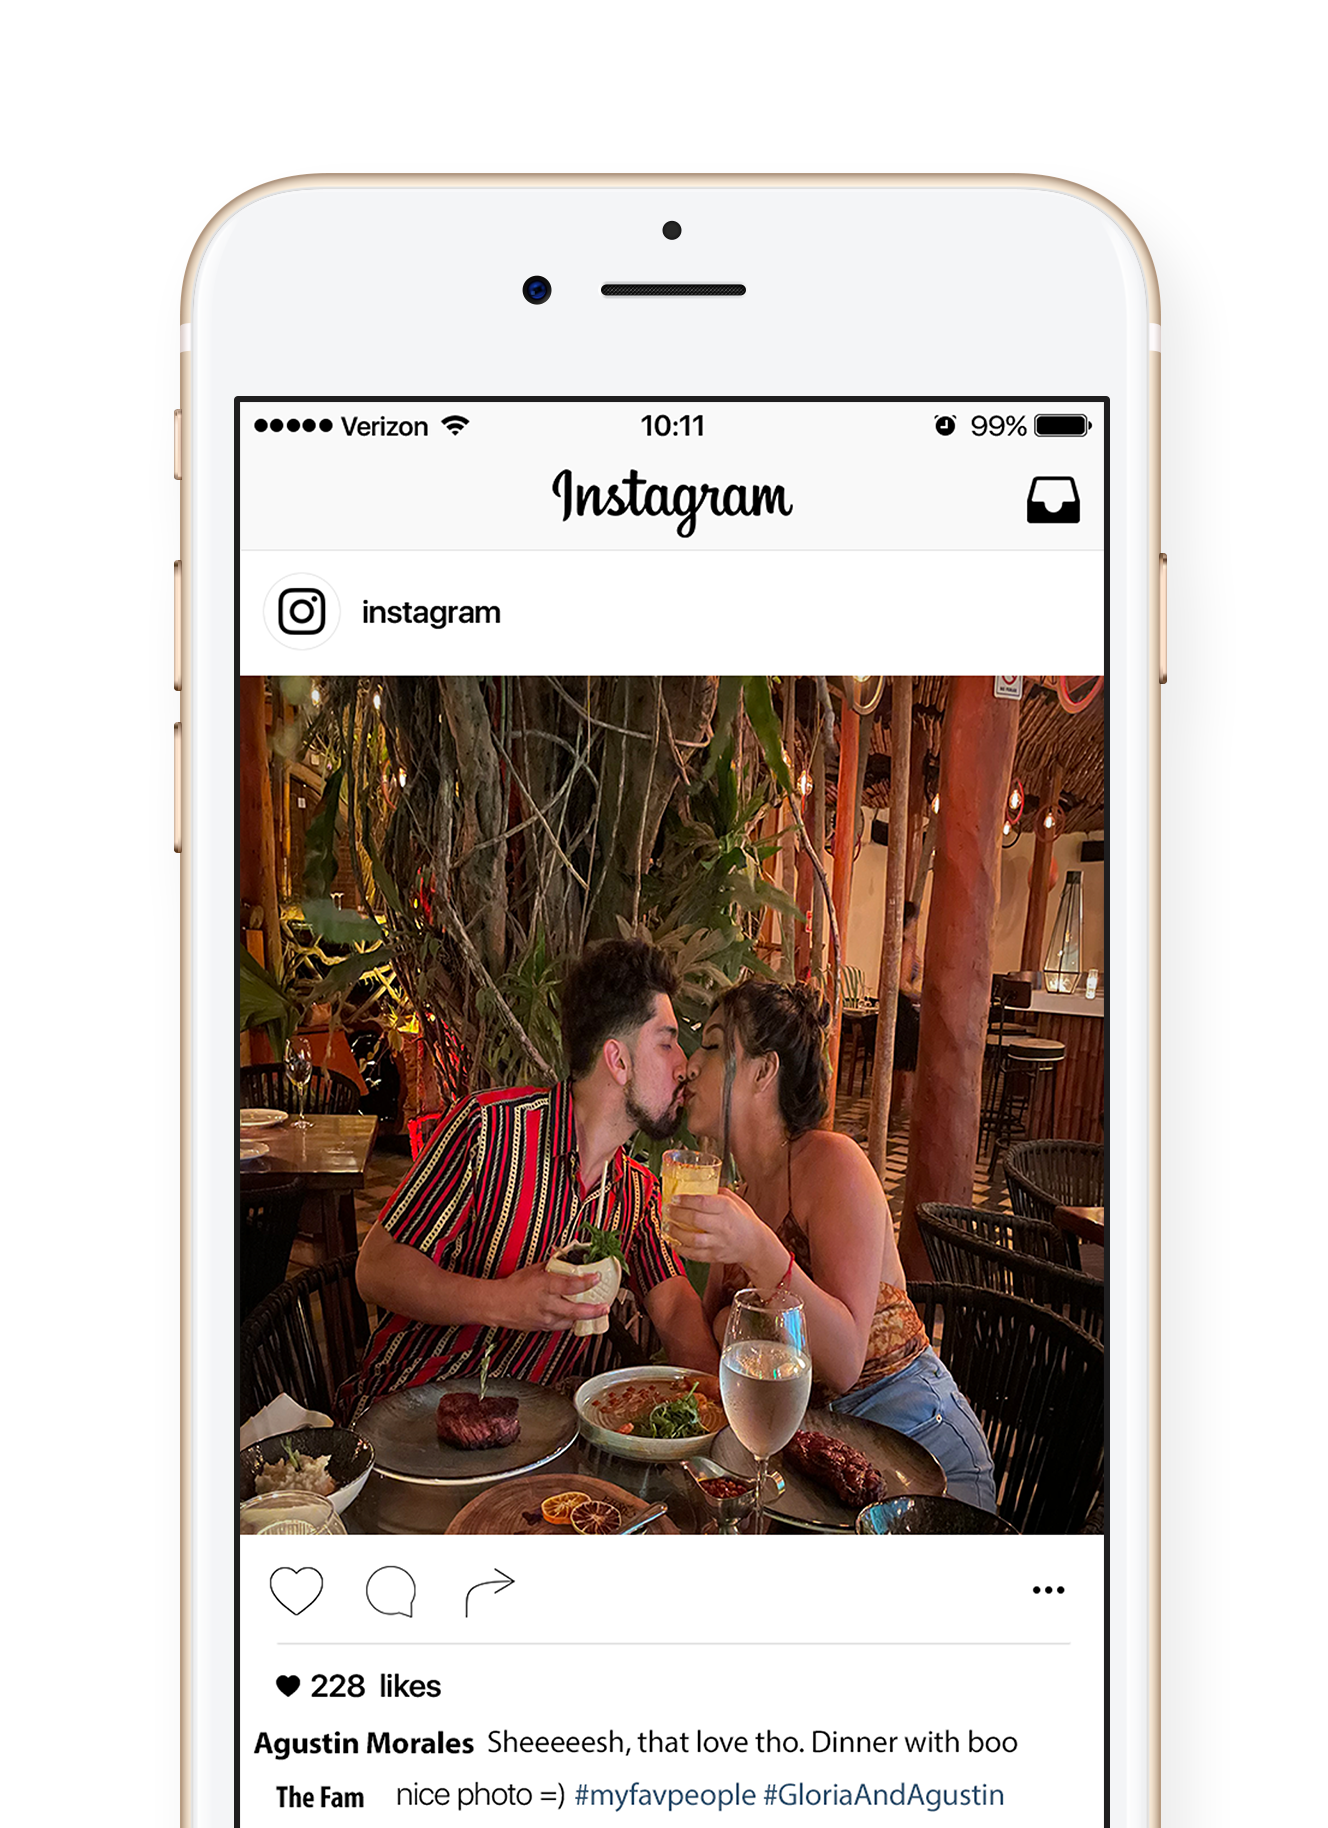 Verizon 10:11 99%
Instagram
instagram
228 likes
Agustin Morales Sheeeeesh, that love tho. Dinner with boo
The Fam nice photo =) #myfavpeople #GloriaAndAgustin